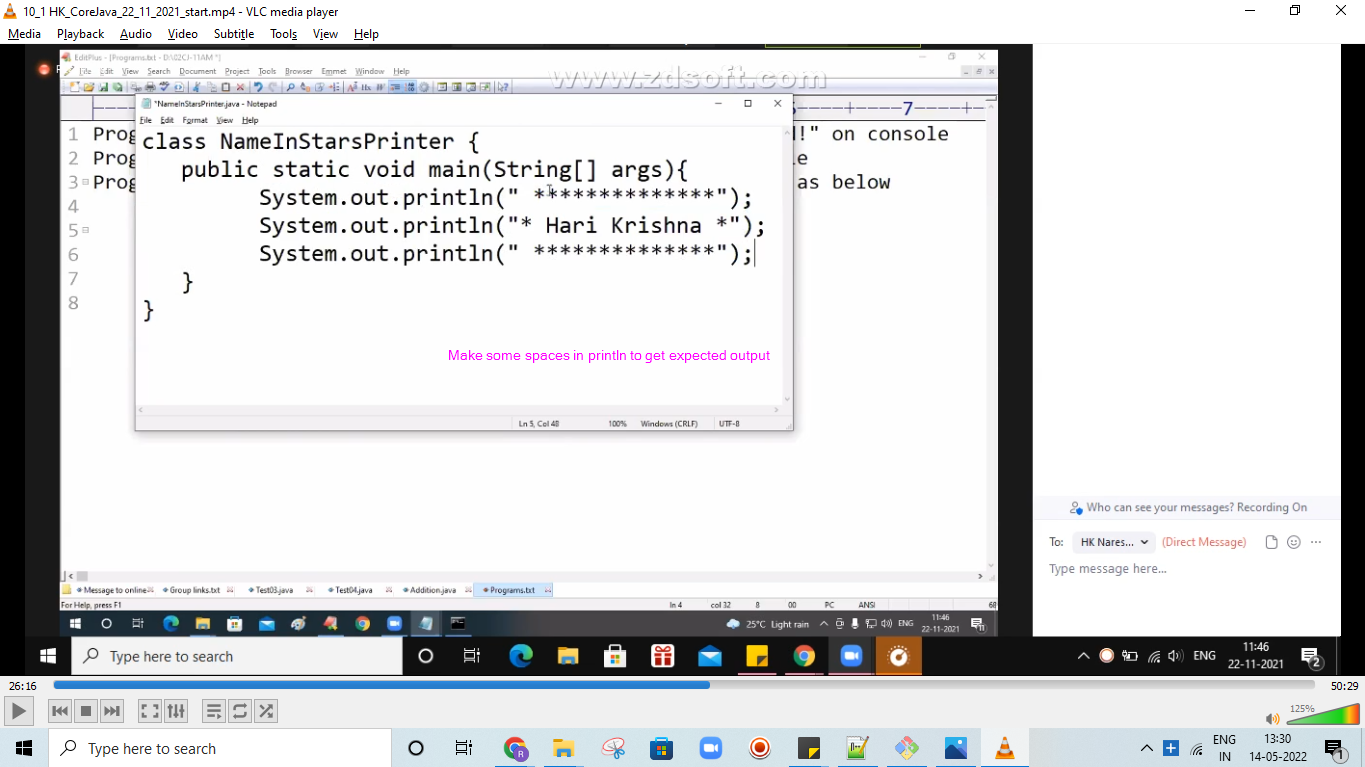 10_1 HK_CoreJava_22_11_2021_start.mp4 - VLC media player
Media Playback Audio Video Subtitle Tools View Help
EditPlus - [Programs.txt - D:\02CJ-11AM *]
File Edit View Search Document Project Tools Browser Emmet Window Help
www.zdsoft.com
*NameInStarsPrinter.java - Notepad
File Edit Format View Help
7
1 Prog !" on console
2 Prog le
3 Prog as below
4
5
6
7
8
class NameInStarsPrinter {
public static void main(String[] args){
System.out.println(" **************");
System.out.println("* Hari Krishna *");
System.out.println(" **************");
}
}
Make some spaces in println to get expected output
Ln 5, Col 48 100% Windows (CRLF) UTF-8
Who can see your messages? Recording On
To: HK Nares... (Direct Message)
Type message here...
Message to online Group links.txt Test03.java Test04.java Addition.java Programs.txt
For Help, press F1 ln 4 col 32 8 00 PC ANSI
25°C Light rain ENG 11:46
22-11-2021
Type here to search ENG 11:46
22-11-2021 2
26:16 50:29
125%
Type here to search ENG 13:30
IN 14-05-2022 1